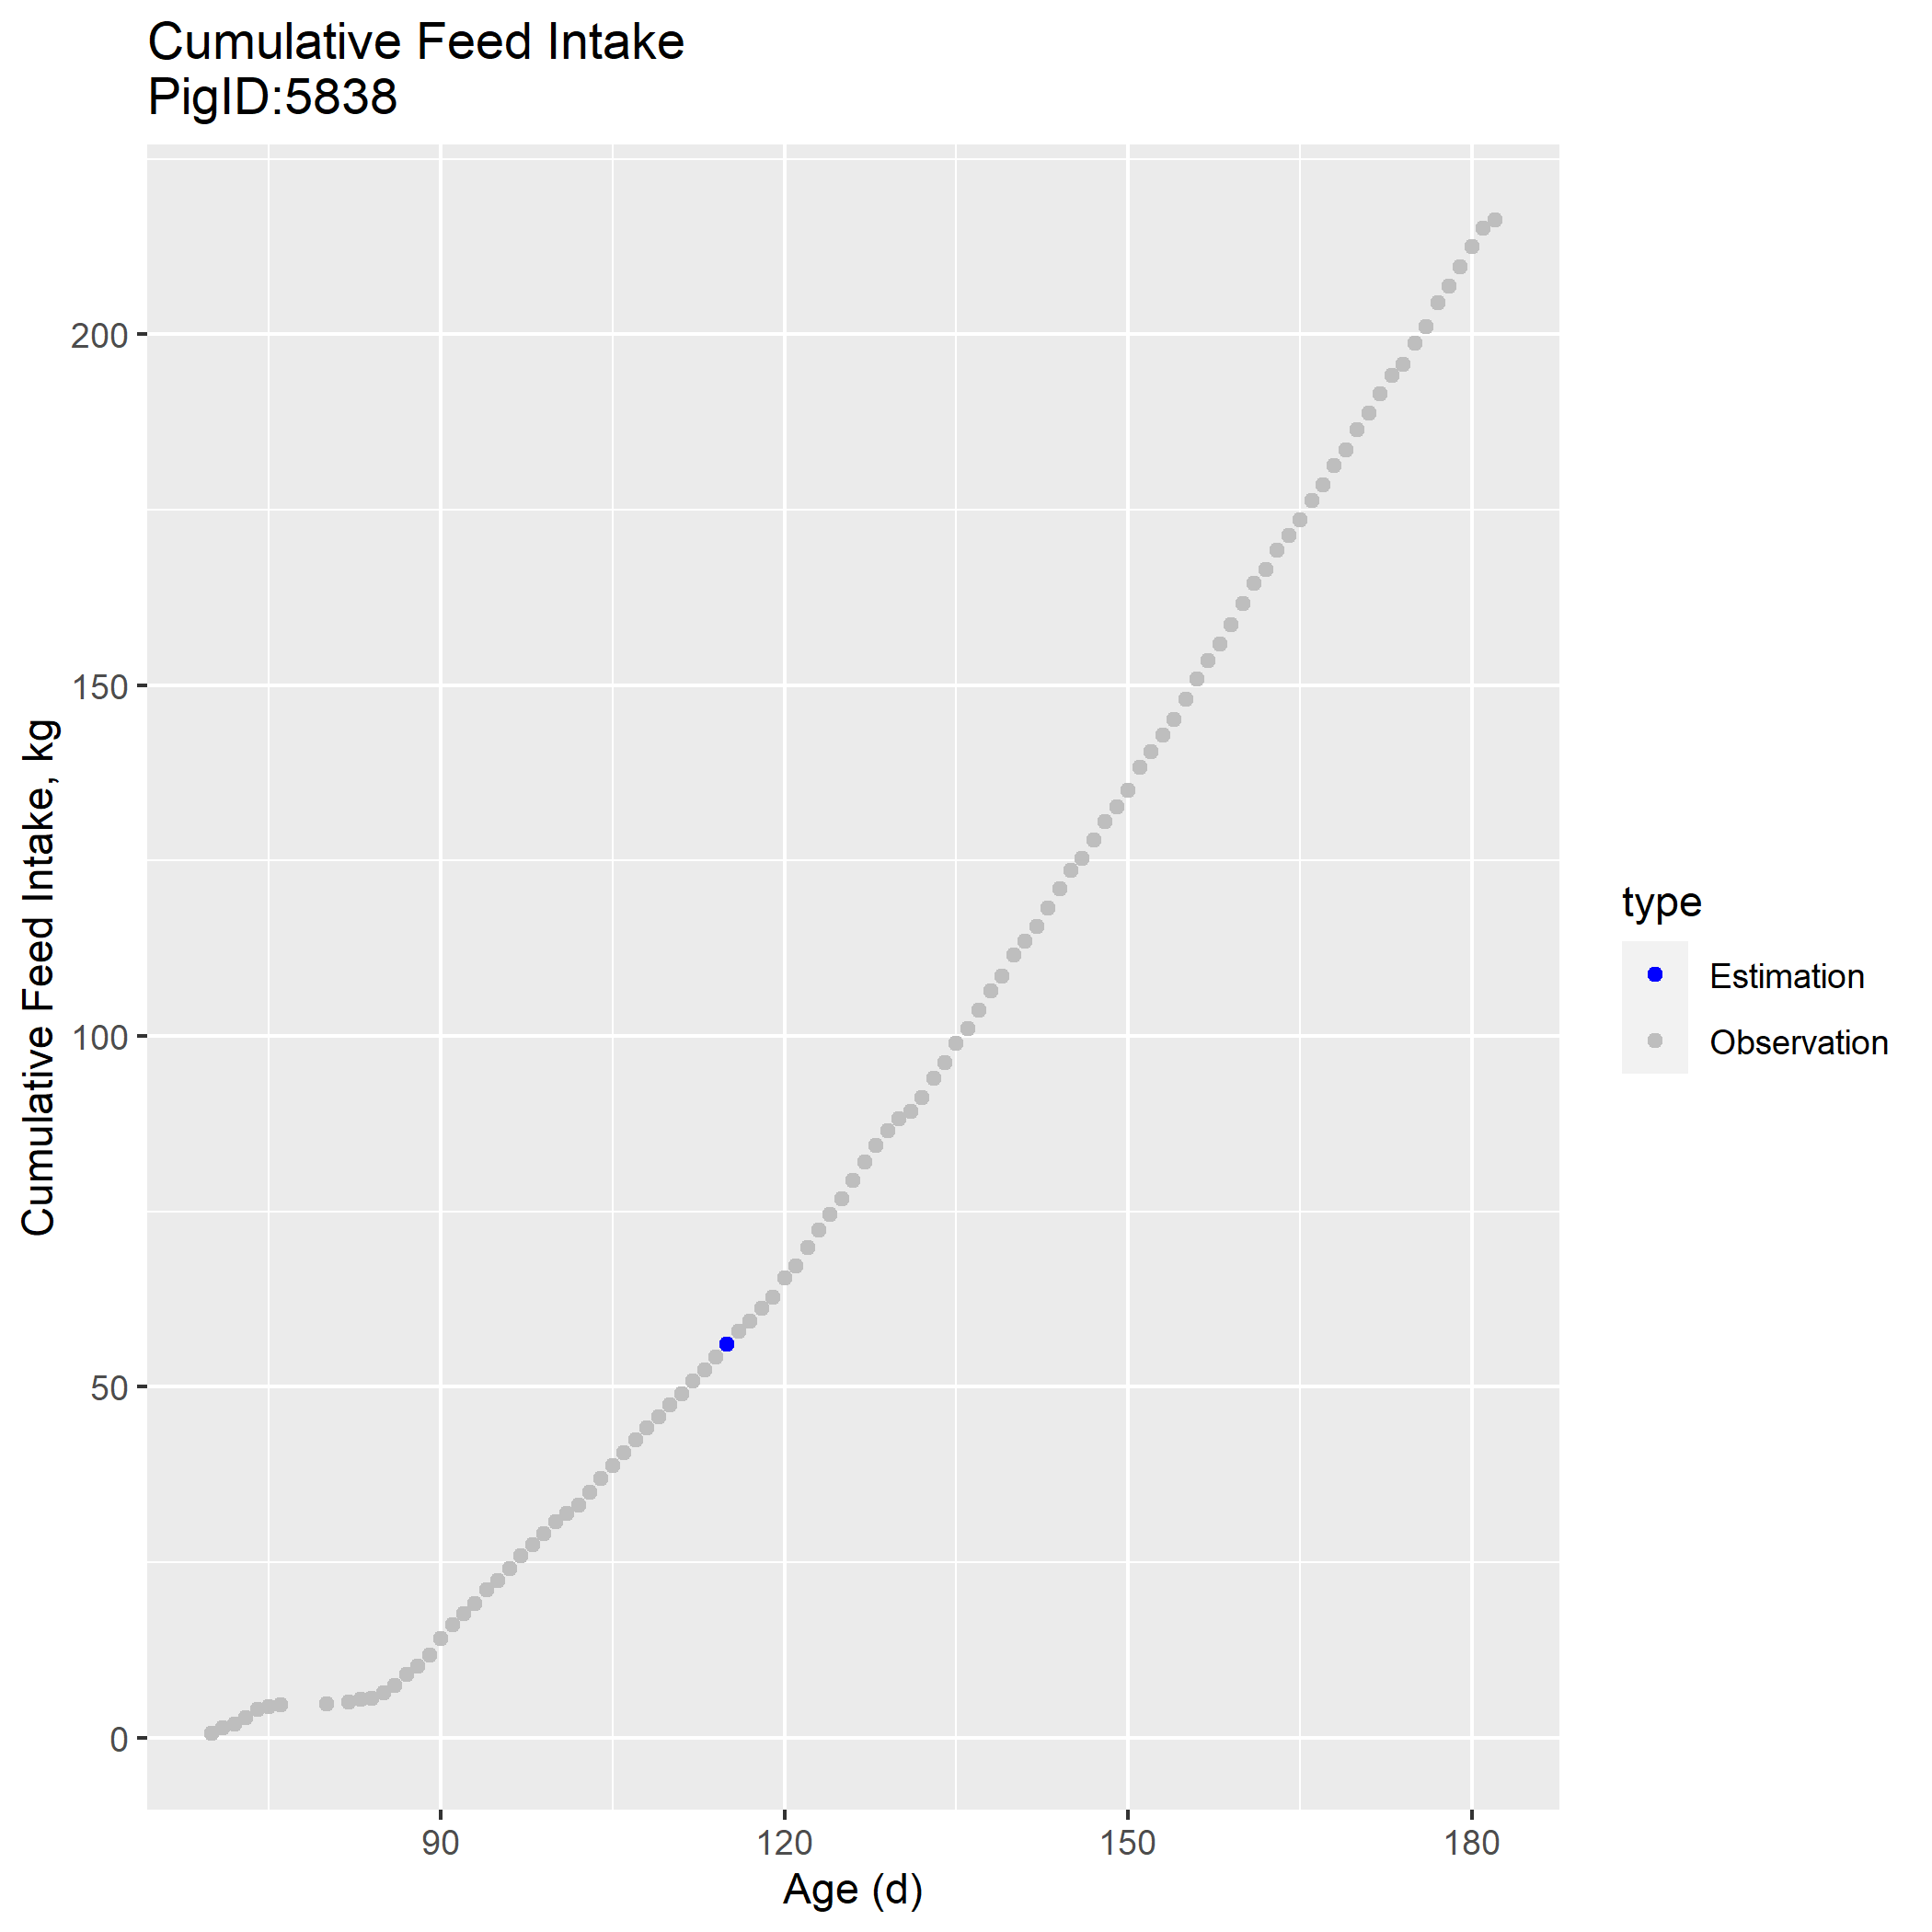 Cumulative Feed Intake
PigID:5838
Cumulative Feed Intake, kg
200
150
100
50
0
90
120
150
180
Age (d)
type
Estimation
Observation